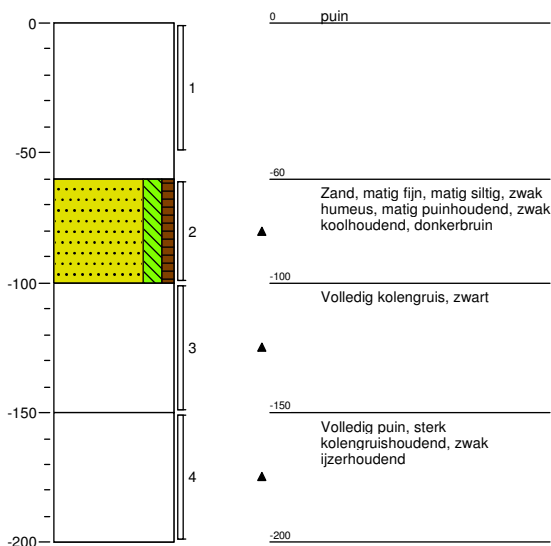 0
-50
-100
-150
-200
1
2
3
4
0
puin
-60
Zand, matig fijn, matig siltig, zwak
humeus, matig puinhoudend, zwak
koolhoudend, donkerbruin
-100
Volledig kolengruis, zwart
-150
Volledig puin, sterk
kolengruishoudend, zwak
ijzerhoudend
-200